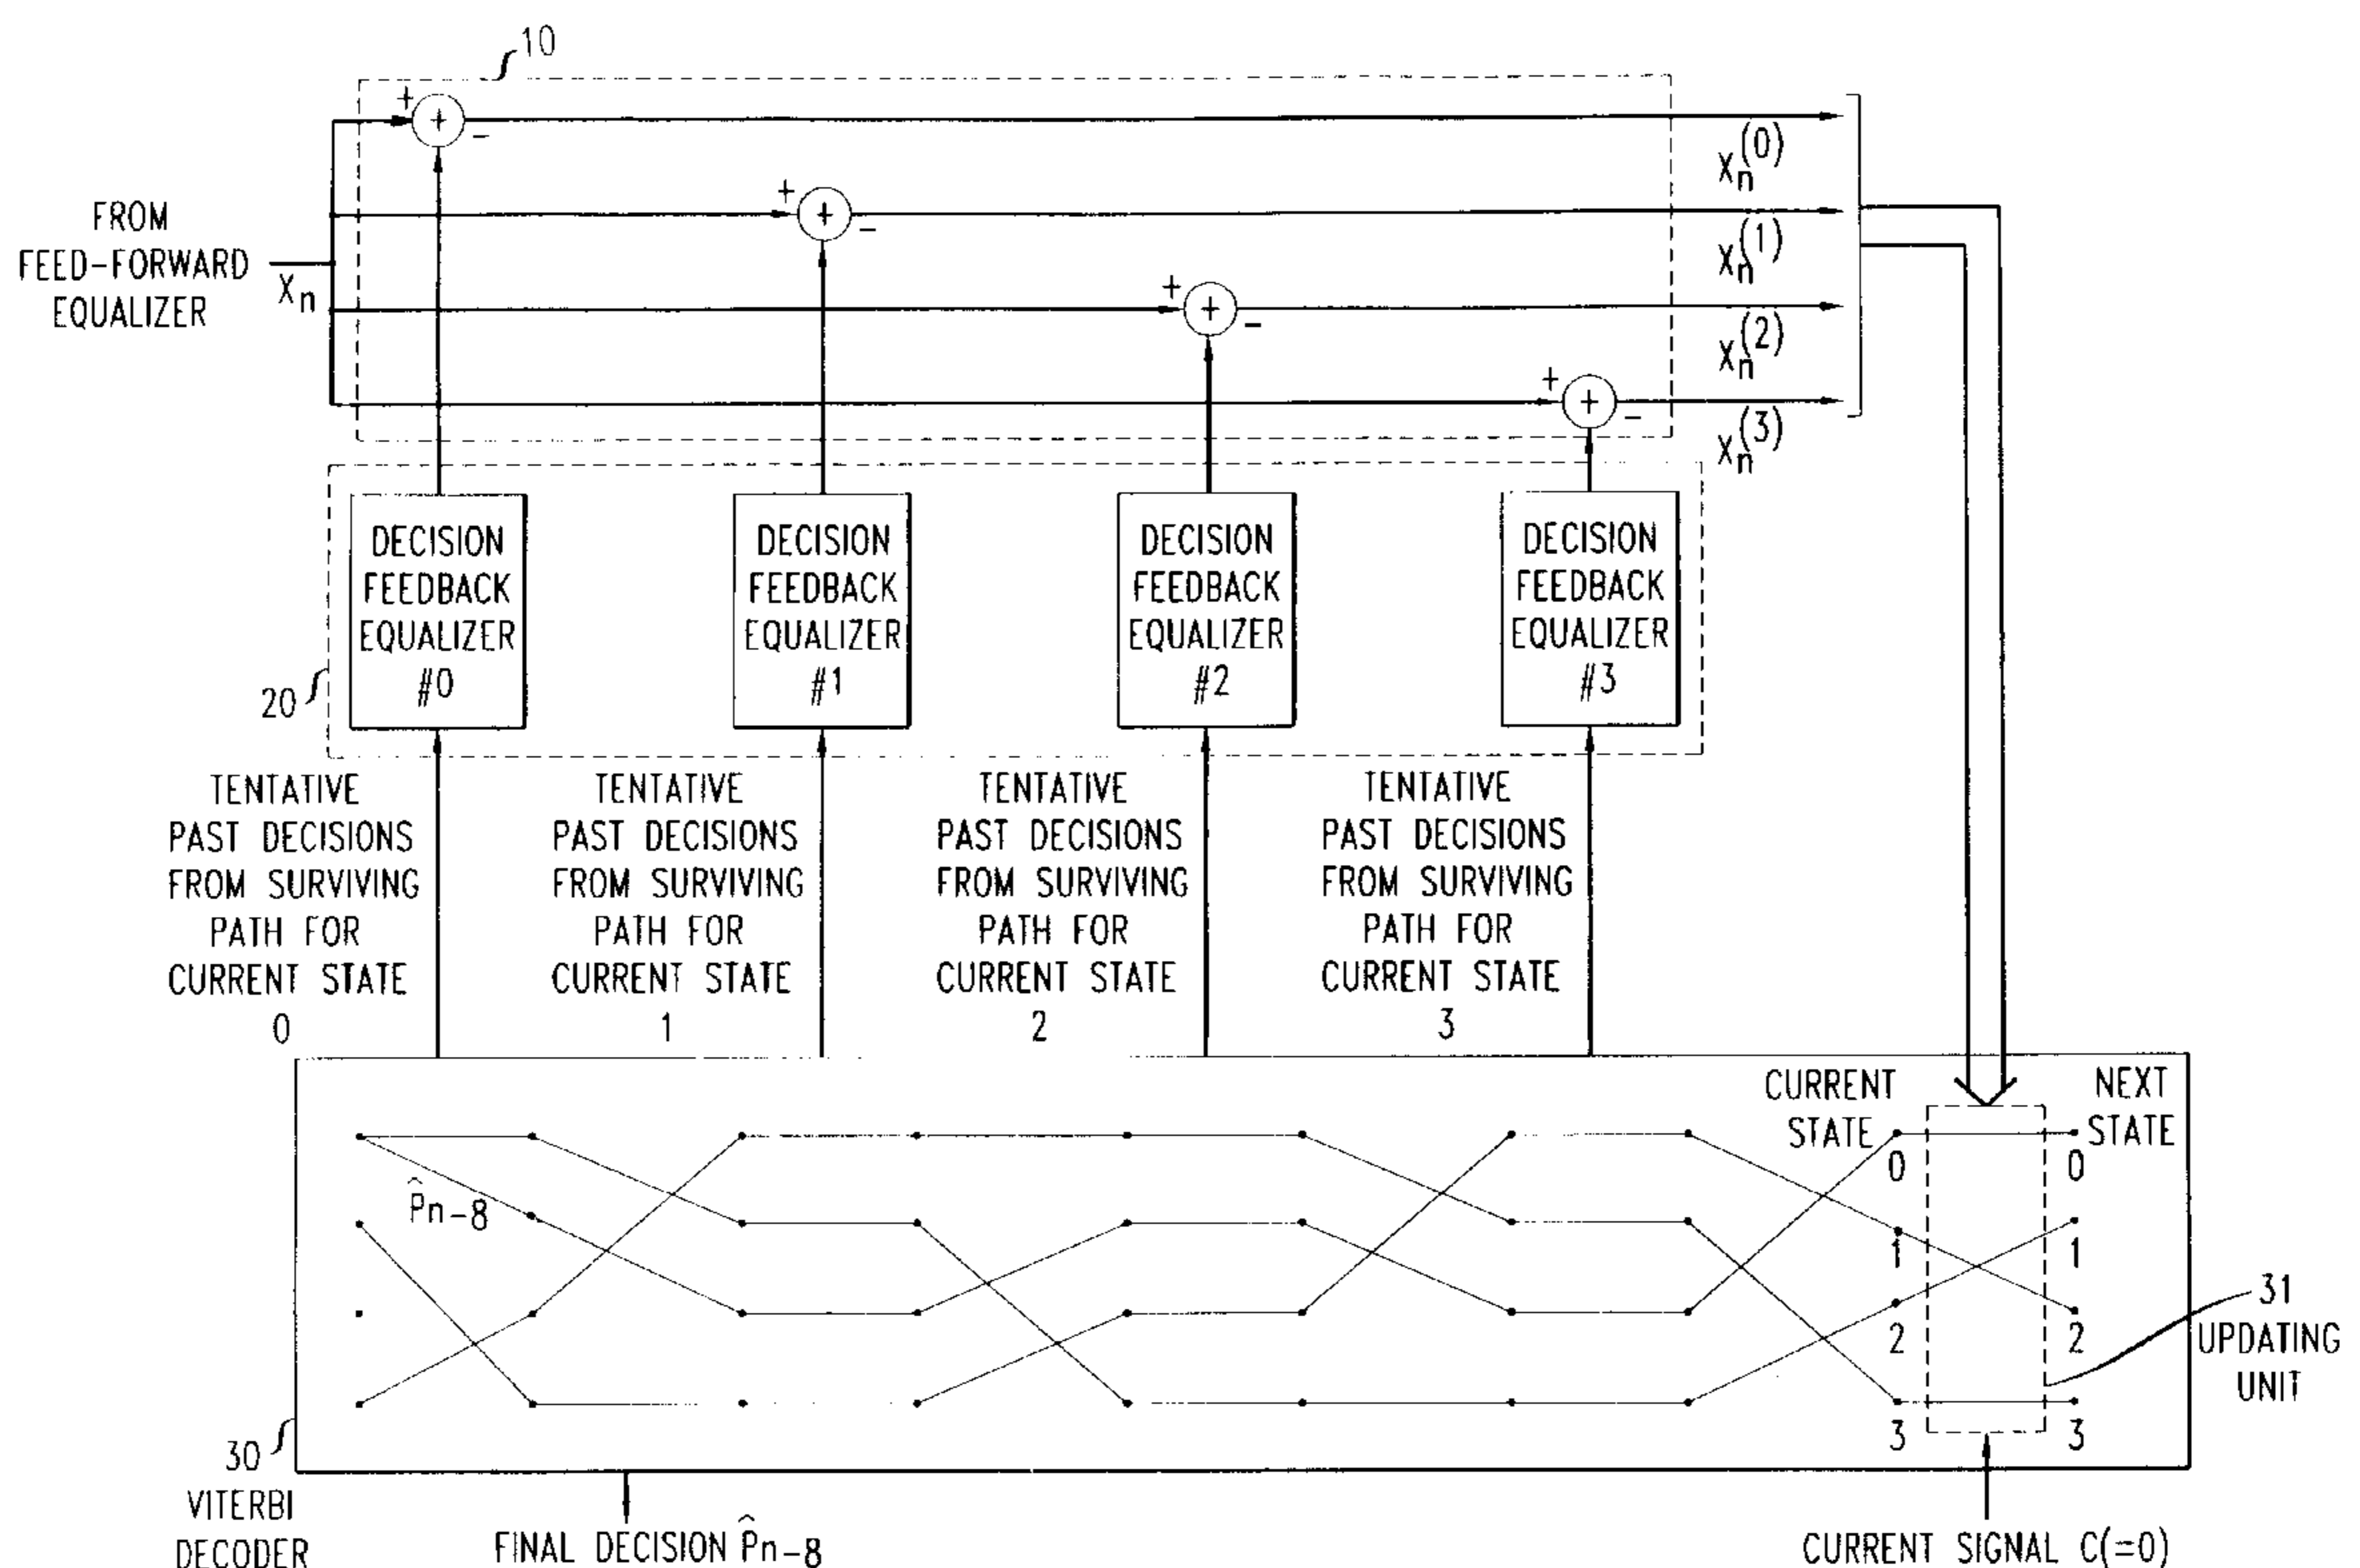 10
+
+
-
X_n^(0)
+
+
-
X_n^(1)
FROM
FEED-FORWARD
EQUALIZER
X_n
+
+
-
X_n^(2)
+
+
-
X_n^(3)
DECISION
FEEDBACK
EQUALIZER
#0
DECISION
FEEDBACK
EQUALIZER
#1
DECISION
FEEDBACK
EQUALIZER
#2
DECISION
FEEDBACK
EQUALIZER
#3
20
TENTATIVE
PAST DECISIONS
FROM SURVIVING
PATH FOR
CURRENT STATE
0
TENTATIVE
PAST DECISIONS
FROM SURVIVING
PATH FOR
CURRENT STATE
1
TENTATIVE
PAST DECISIONS
FROM SURVIVING
PATH FOR
CURRENT STATE
2
TENTATIVE
PAST DECISIONS
FROM SURVIVING
PATH FOR
CURRENT STATE
3
CURRENT
STATE
NEXT
STATE
0
0
P̂n-8
1
1
2
2
3
3
31
UPDATING
UNIT
30
VITERBI
DECODER
FINAL DECISION P̂n-8
CURRENT SIGNAL C(=0)